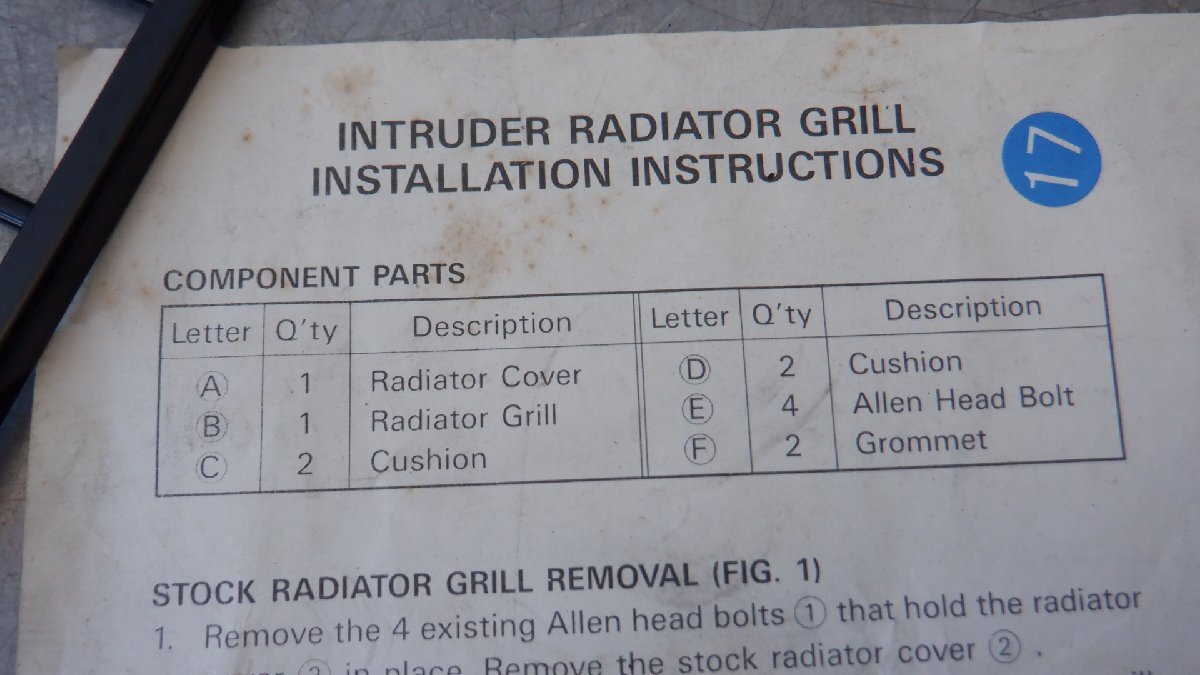 INTRUDER RADIATOR GRILL
INSTALLATION INSTRUCTIONS
17
COMPONENT PARTS
Letter Q'ty Description Letter Q'ty Description
Ⓐ 1 Radiator Cover Ⓓ 2 Cushion
Ⓑ 1 Radiator Grill Ⓔ 4 Allen Head Bolt
Ⓒ 2 Cushion Ⓕ 2 Grommet
STOCK RADIATOR GRILL REMOVAL (FIG. 1)
1. Remove the 4 existing Allen head bolts ① that hold the radiator
② in place. Remove the stock radiator cover ② .